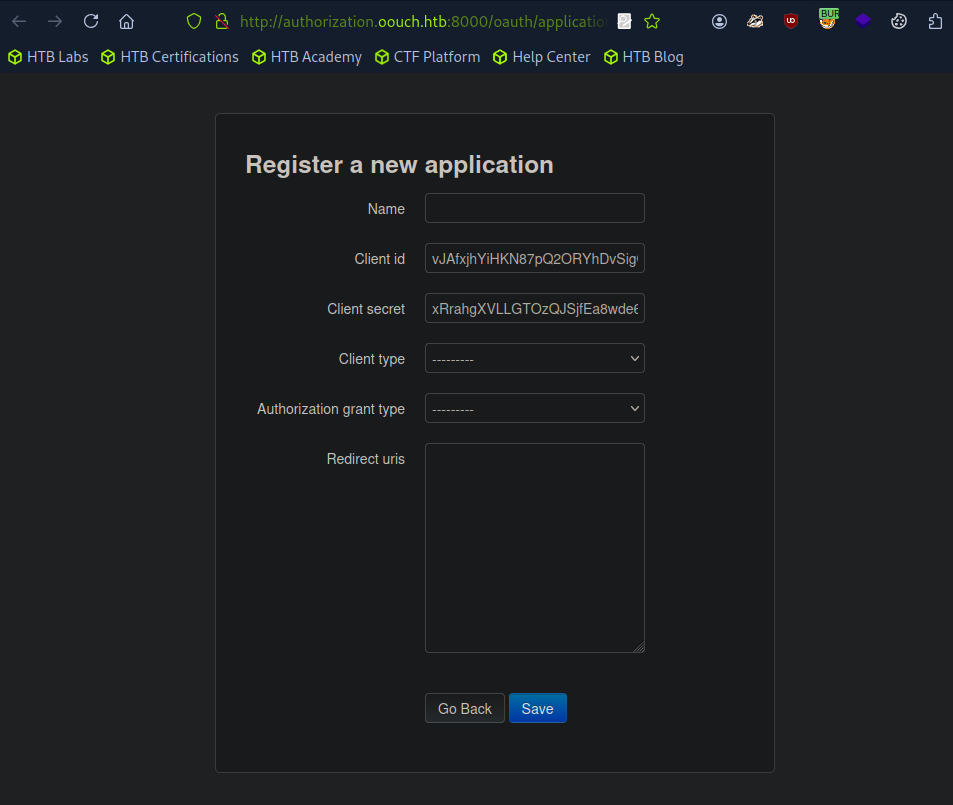 http://authorization.oouch.htb:8000/oauth/applicatio
UD
BUR
HTB Labs HTB Certifications HTB Academy CTF Platform Help Center HTB Blog
Register a new application
Name
Client id vJAfxjhYiHKN87pQ2ORYhDvSig
Client secret xRrahgXVLLGTOzQJSjfEa8wde6
Client type ---------
Authorization grant type ---------
Redirect uris
Go Back Save